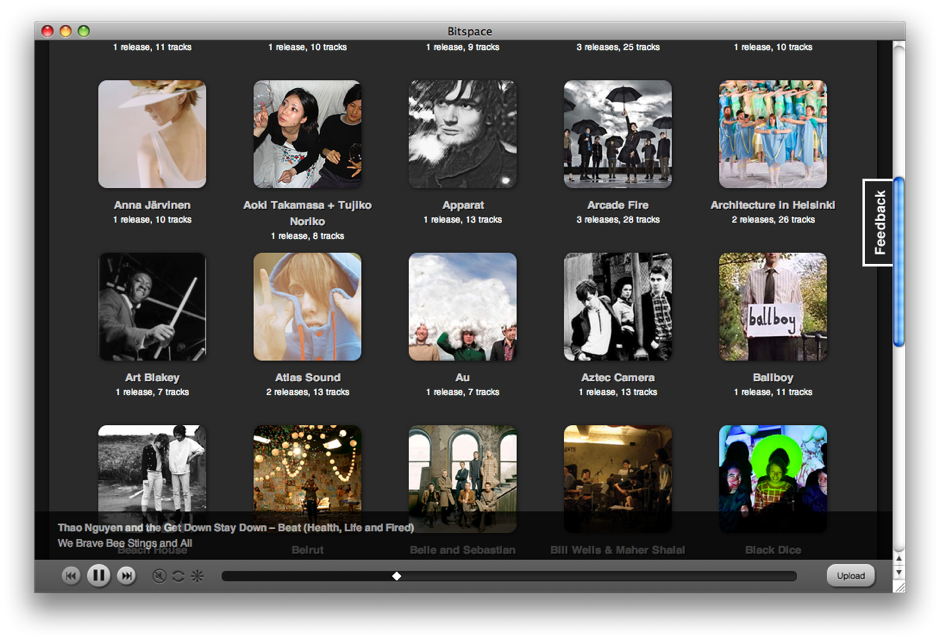 Bitspace
1 release, 11 tracks
1 release, 10 tracks
1 release, 9 tracks
3 releases, 25 tracks
1 release, 10 tracks
Anna Järvinen
1 release, 10 tracks
Aoki Takamasa + Tujiko
Noriko
1 release, 8 tracks
Apparat
1 release, 13 tracks
Arcade Fire
3 releases, 28 tracks
Architecture in Helsinki
2 releases, 26 tracks
Feedback
Art Blakey
1 release, 7 tracks
Atlas Sound
2 releases, 13 tracks
Au
1 release, 7 tracks
Aztec Camera
1 release, 13 tracks
ballboy
Ballboy
1 release, 11 tracks
Thao Nguyen and the Get Down Stay Down – Beat (Health, Life and Fired)
We Brave Bee Stings and All
Beach House
Beirut
Belle and Sebastian
Bill Wells & Maher Shalal
Black Dice
Upload